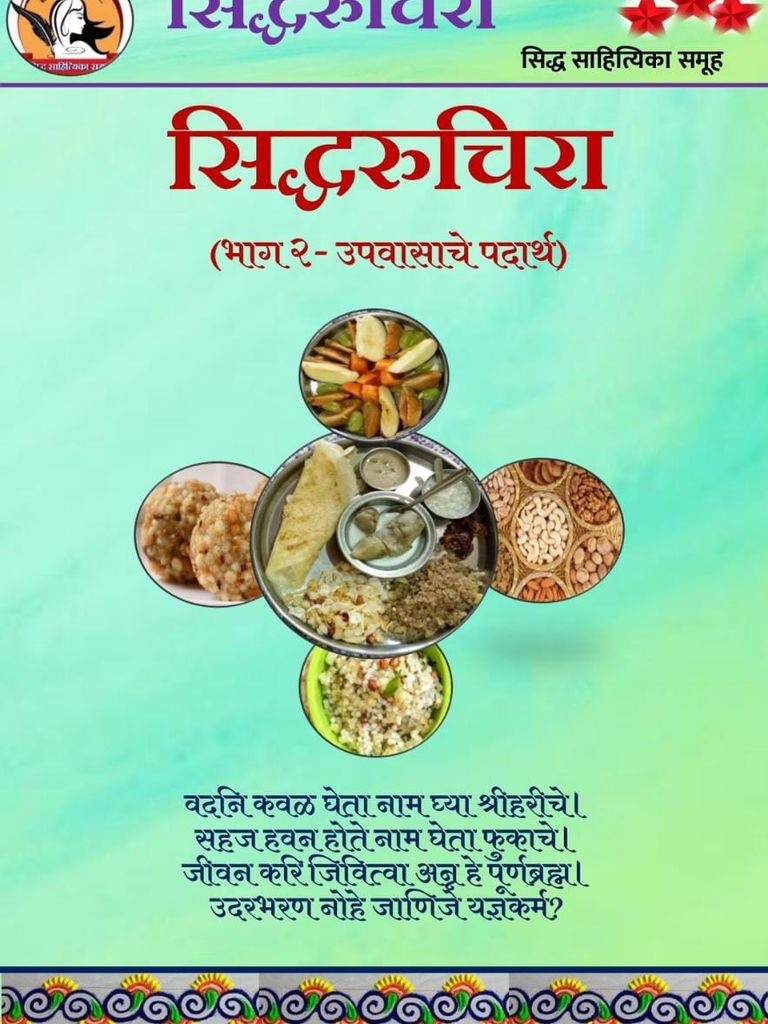 सिद्धरुचिरा
सिद्ध साहित्यिका समूह
सिद्धरुचिरा
(भाग २- उपवासाचे पदार्थ)
वदनि कवळ घेता नाम घ्या श्रीहरीचे।
सहज हवन होते नाम घेता फुकाचे।
जीवन करि जिवित्वा अन्न हे पूर्णब्रह्म।
उदरभरण नोहे जाणिजे यज्ञकर्म?